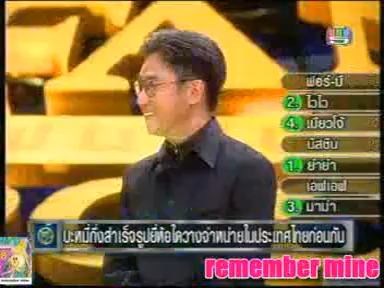 ฟอร์-มี
2. ไวไว
4. เมียวโจ้
นิสชิน
1. ยำยำ
เอฟเอฟ
3. มาม่า
บะหมี่กึ่งสำเร็จรูปยี่ห้อใดวางจำหน่ายในประเทศไทยก่อนกัน
remember mine